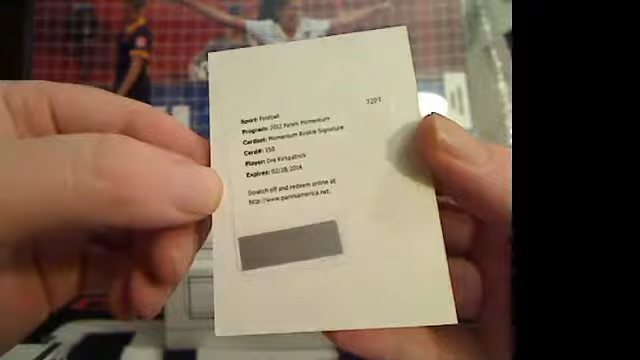 Sport: Football
Program: 2012 Panini Momentum
Cardset: Momentum Rookie Signature
Card#: 158
Player: Dre Kirkpatrick
Expires: 02/28/2014
Scratch off and redeem online at
http://www.paniniamerica.net.